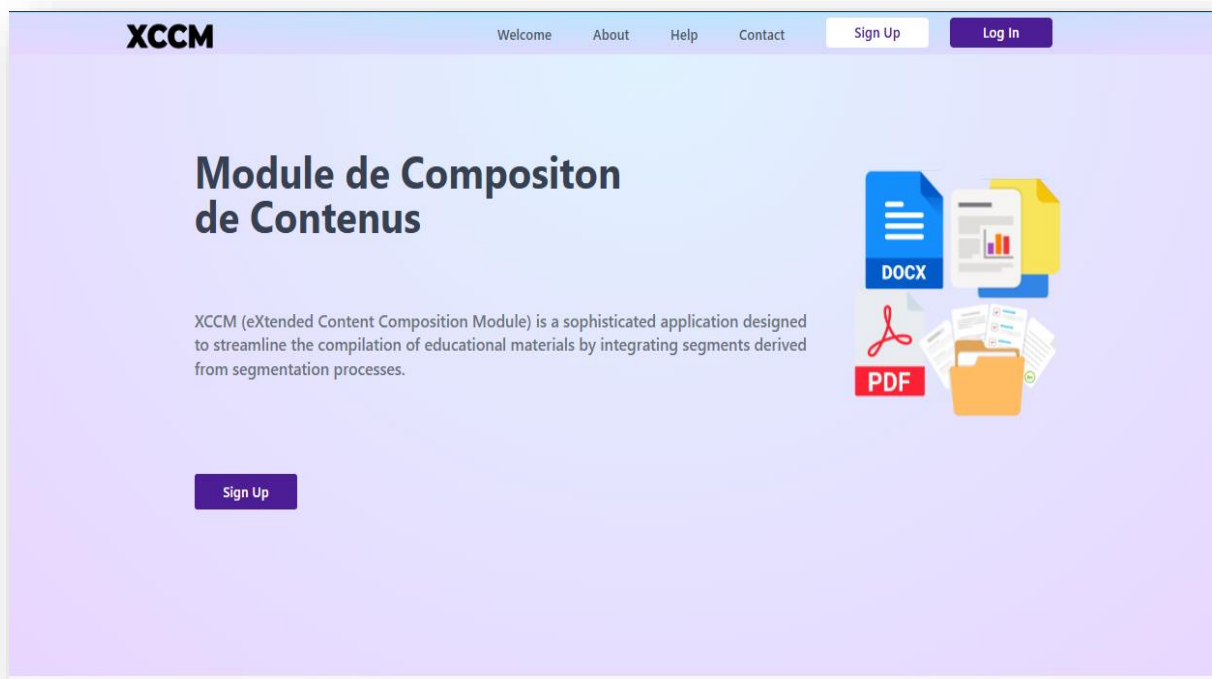 XCCM
Welcome About Help Contact Sign Up Log In
Module de Compositon
de Contenus
XCCM (eXtended Content Composition Module) is a sophisticated application designed
to streamline the compilation of educational materials by integrating segments derived
from segmentation processes.
DOCX
PDF
Sign Up